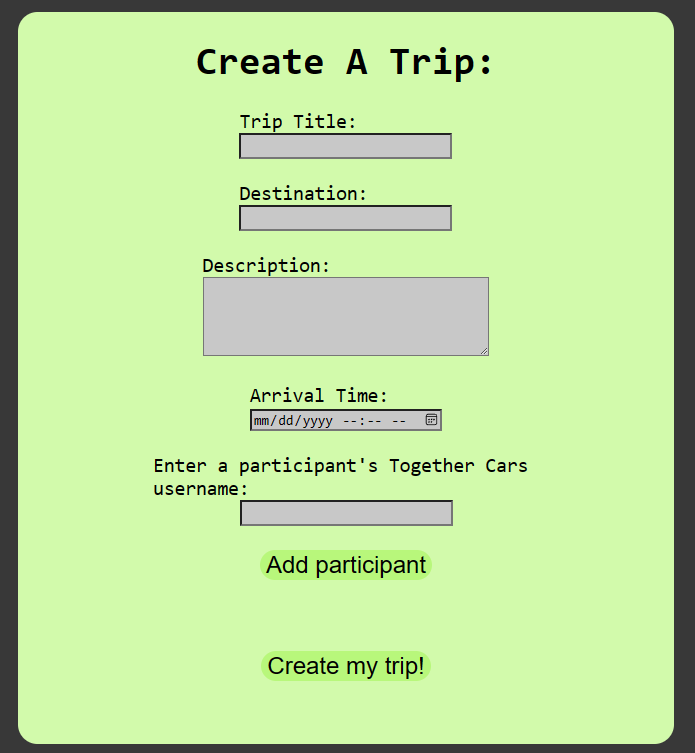 Create A Trip:
Trip Title:
Destination:
Description:
Arrival Time:
mm/dd/yyyy --:-- --
Enter a participant's Together Cars
username:
Add participant
Create my trip!